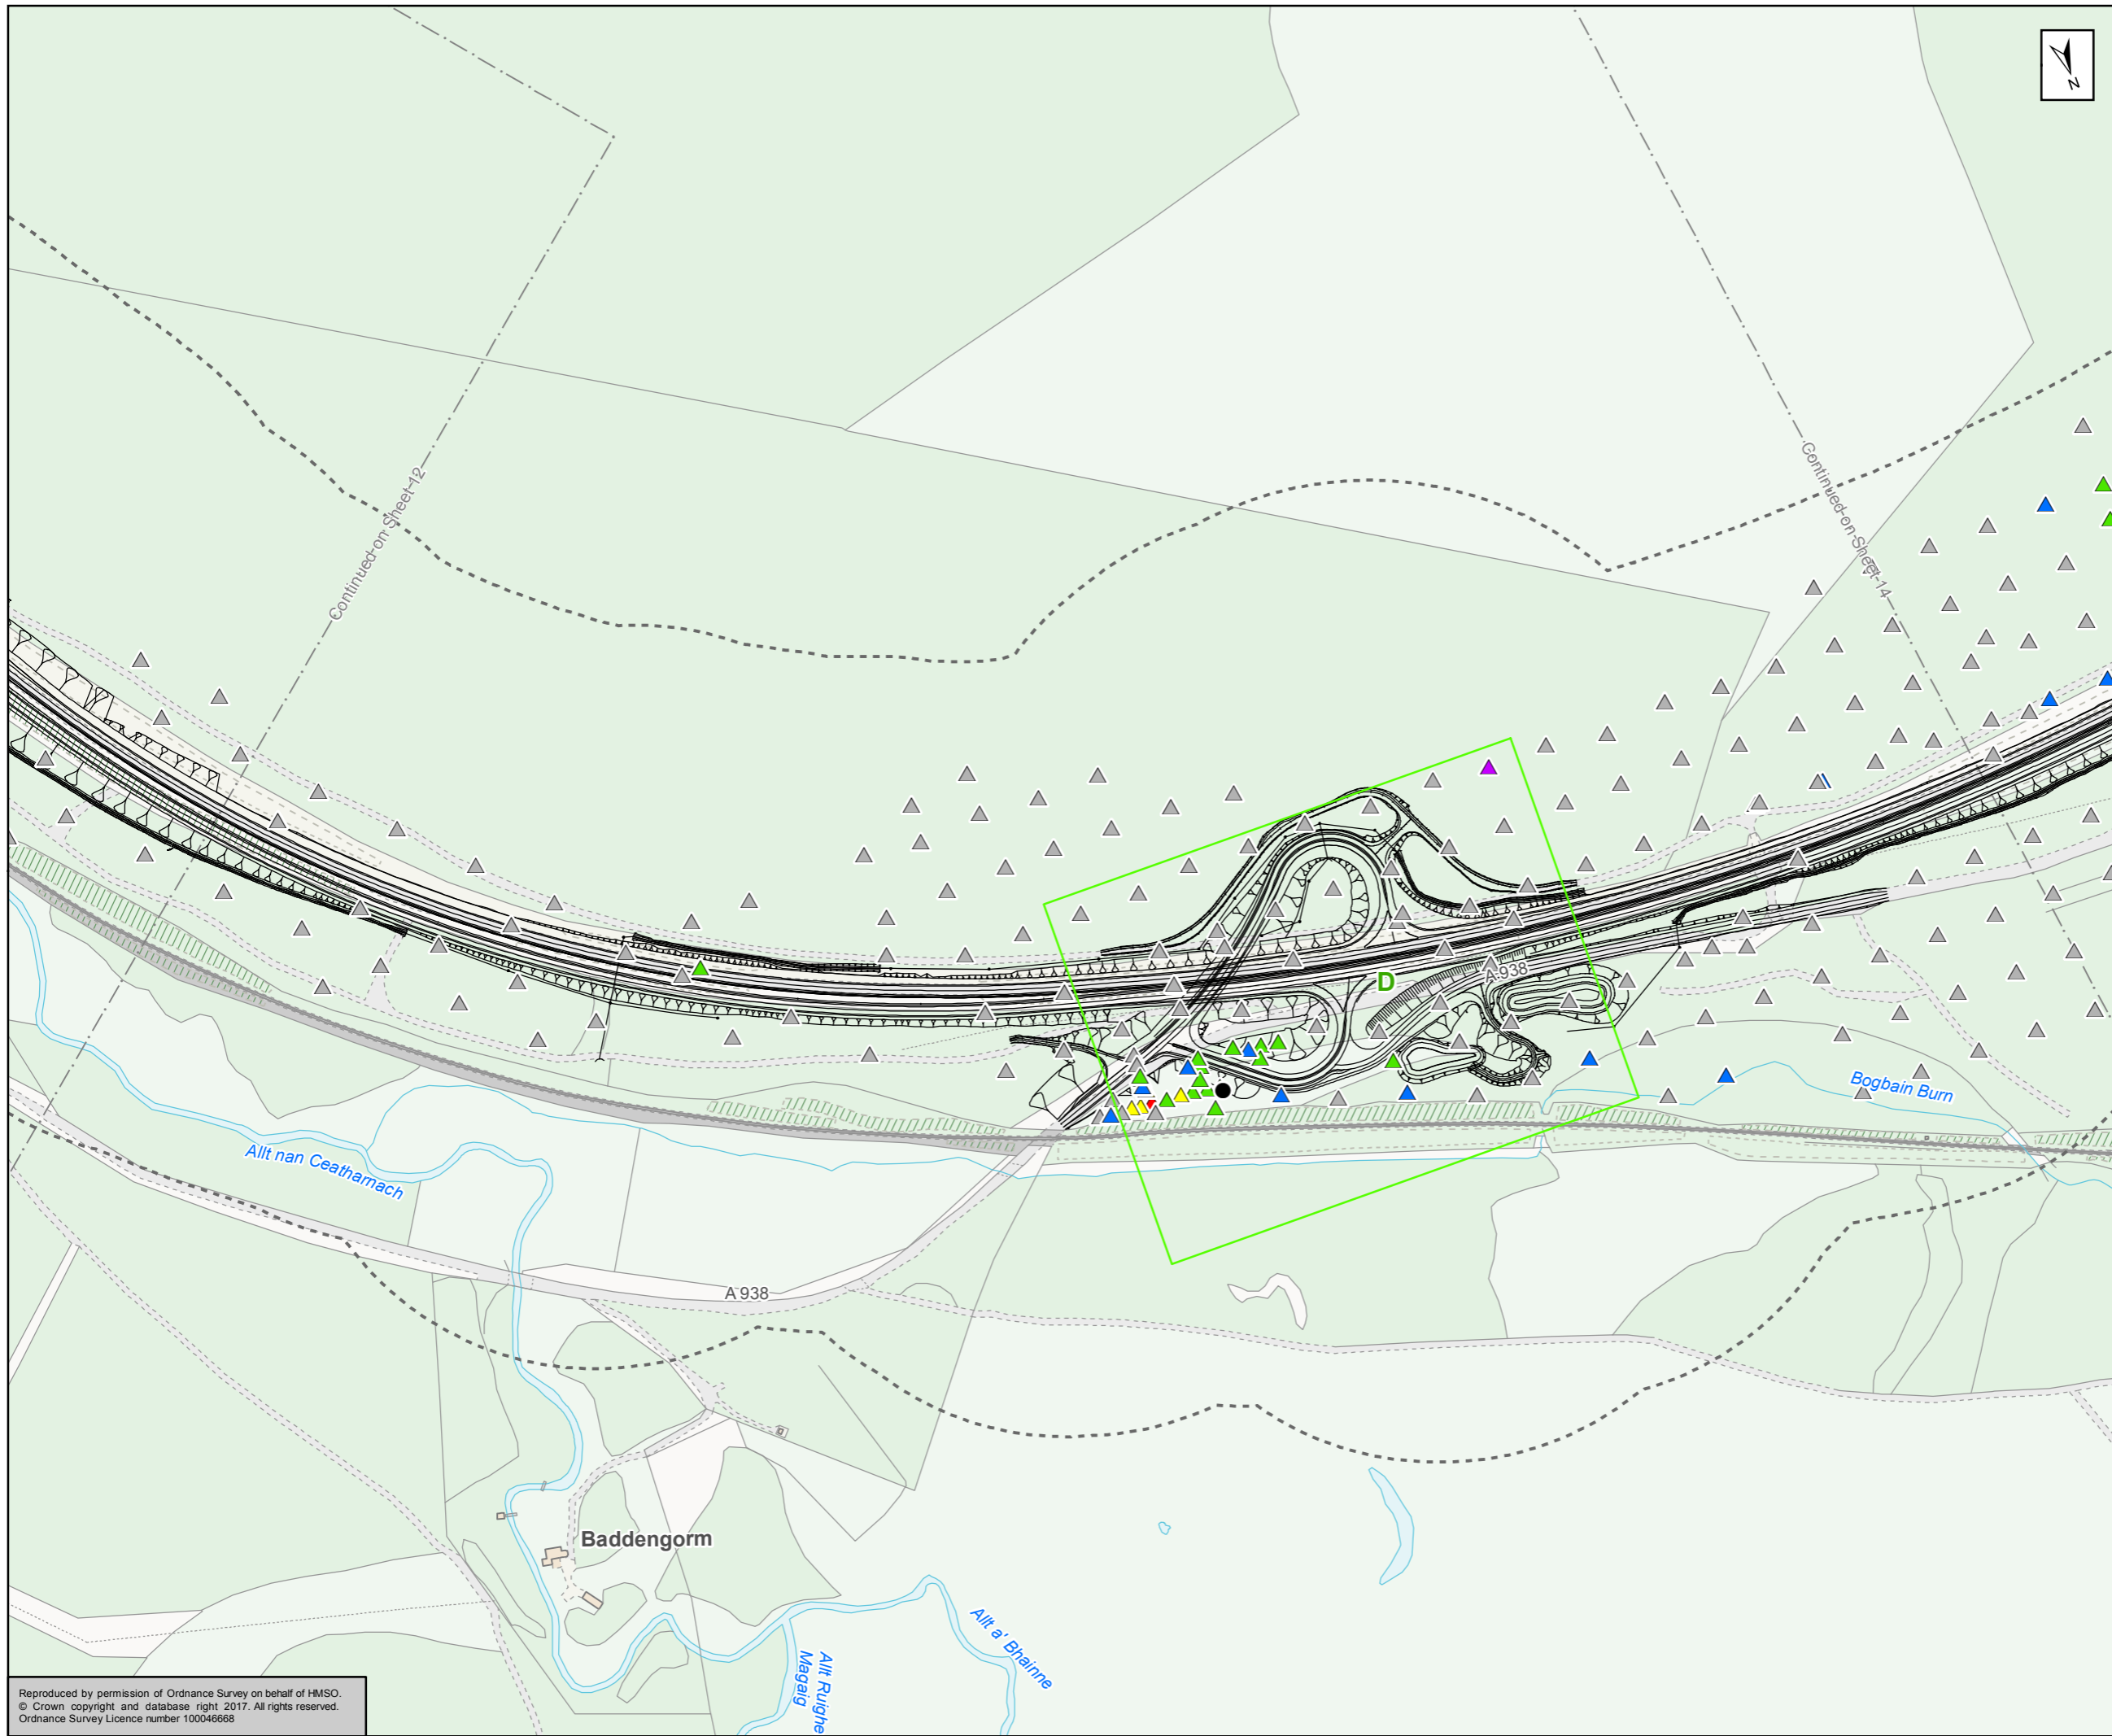 N
Continued on Sheet 12
Continued on Sheet 14
D
A 938
Bogbain Burn
Allt nan Ceatharnach
A 938
Baddengorm
Allt a' Bhainne
Allt Ruighe
Magaig
Reproduced by permission of Ordnance Survey on behalf of HMSO.
© Crown copyright and database right 2017. All rights reserved.
Ordnance Survey Licence number 100046668